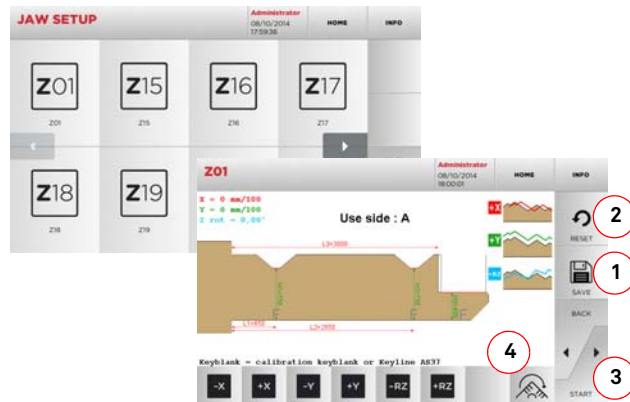 JAW SETUP
Administrator
08/10/2014
17:59:36
HOME
INFO
Z01
Z15
Z16
Z17
Z01
Z15
Z16
Z17
Z18
Z19
Z18
Z19
Z01
Administrator
08/10/2014
18:00:01
HOME
INFO
X = 0 mm/100
Y = 0 mm/100
Z rot = 0,00°
Use side : A
+X
+Y
-RZ
RESET
2
SAVE
1
BACK
L3=3000
L1=650
L2=2850
Keyblank = calibration keyblank or Keyline AS37
4
-X
+X
-Y
+Y
-RZ
+RZ
START
3